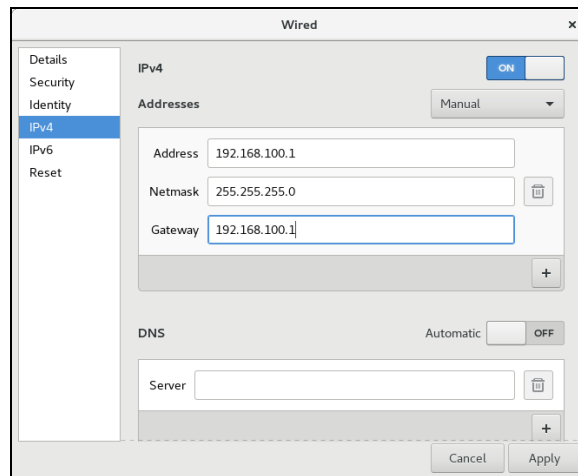 Wired ×
Details
Security
Identity
IPv4
IPv6
Reset
IPv4 ON
Addresses Manual
Address 192.168.100.1
Netmask 255.255.255.0
Gateway 192.168.100.1
+
DNS Automatic OFF
Server
+
Cancel Apply